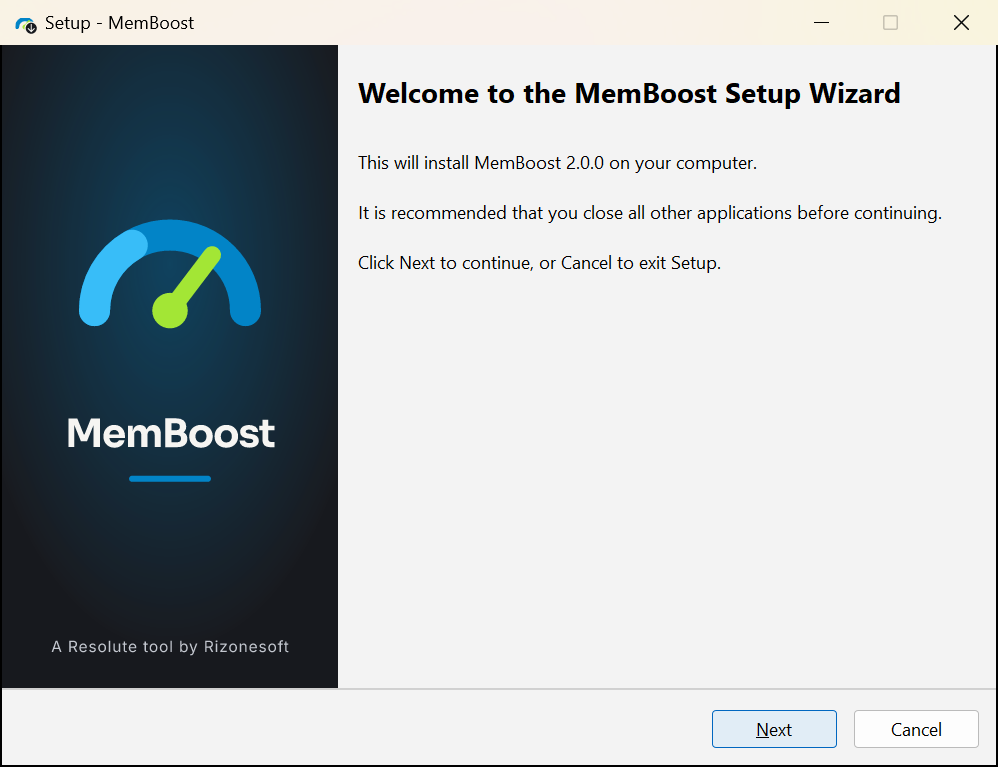 Setup - MemBoost
Welcome to the MemBoost Setup Wizard
This will install MemBoost 2.0.0 on your computer.
It is recommended that you close all other applications before continuing.
Click Next to continue, or Cancel to exit Setup.
MemBoost
A Resolute tool by Rizonesoft
Next
Cancel